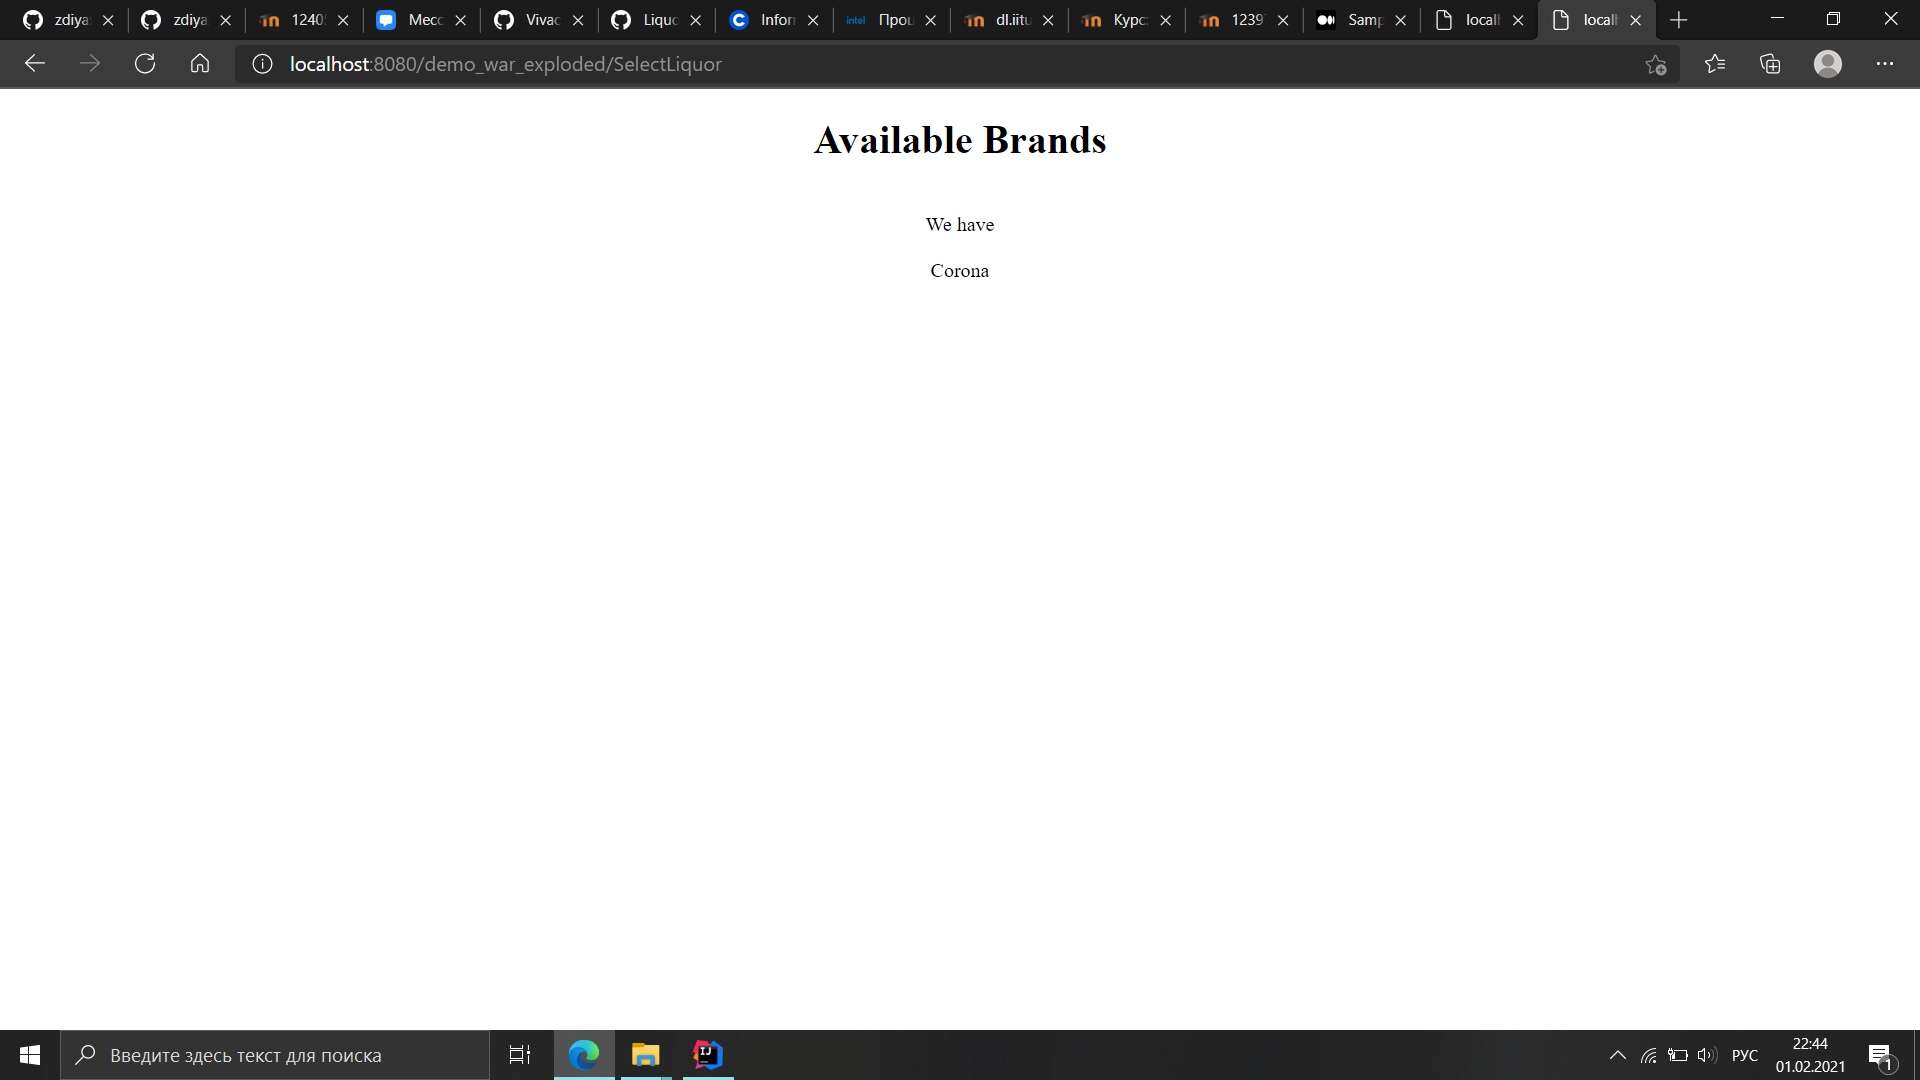 zdiya
zdiya
1240
Месс
Vivac
Liquo
Infor
intel Проц
dl.iitu
Курс:
1239
Samp
localh
localh
localhost:8080/demo_war_exploded/SelectLiquor
Available Brands
We have
Corona
Введите здесь текст для поиска
IJ
РУС
22:44
01.02.2021
1